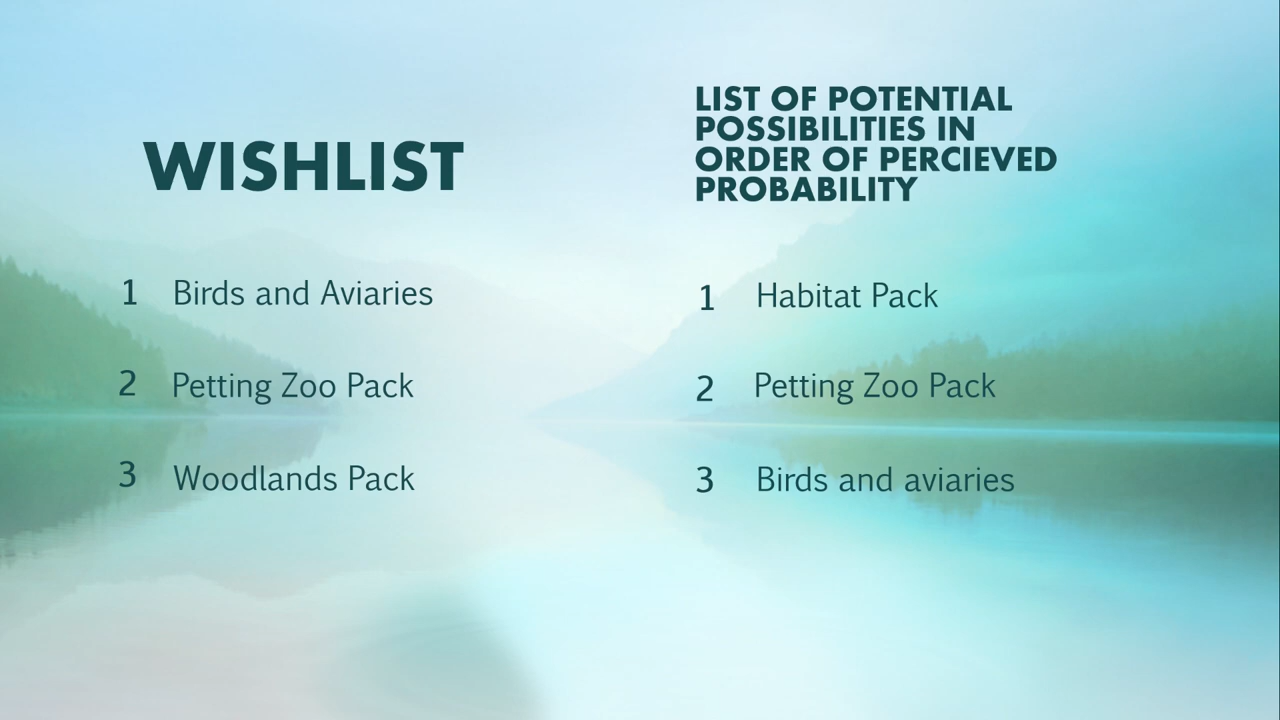 WISHLIST
1 Birds and Aviaries
2 Petting Zoo Pack
3 Woodlands Pack
LIST OF POTENTIAL
POSSIBILITIES IN
ORDER OF PERCIEVED
PROBABILITY
1 Habitat Pack
2 Petting Zoo Pack
3 Birds and aviaries